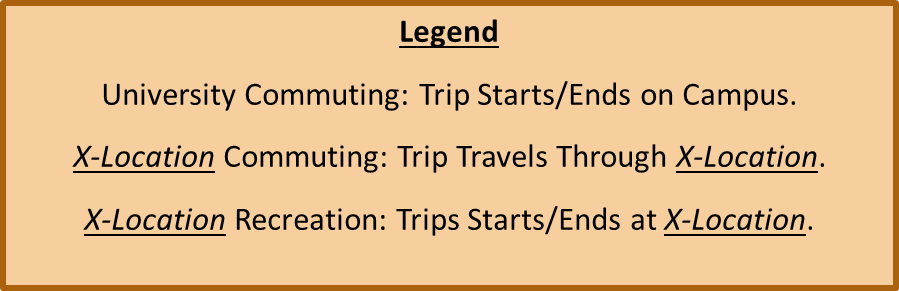 Legend
University Commuting: Trip Starts/Ends on Campus.
X-Location Commuting: Trip Travels Through X-Location.
X-Location Recreation: Trips Starts/Ends at X-Location.